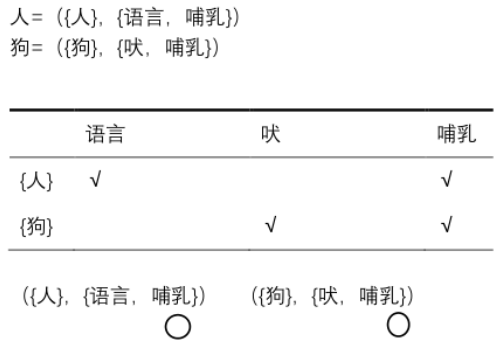 人=（{人}，{语言，哺乳}）
狗=（{狗}，{吠，哺乳}）
语言 吠 哺乳
{人} √ √
{狗} √ √
（{人}，{语言，哺乳}） （{狗}，{吠，哺乳}）